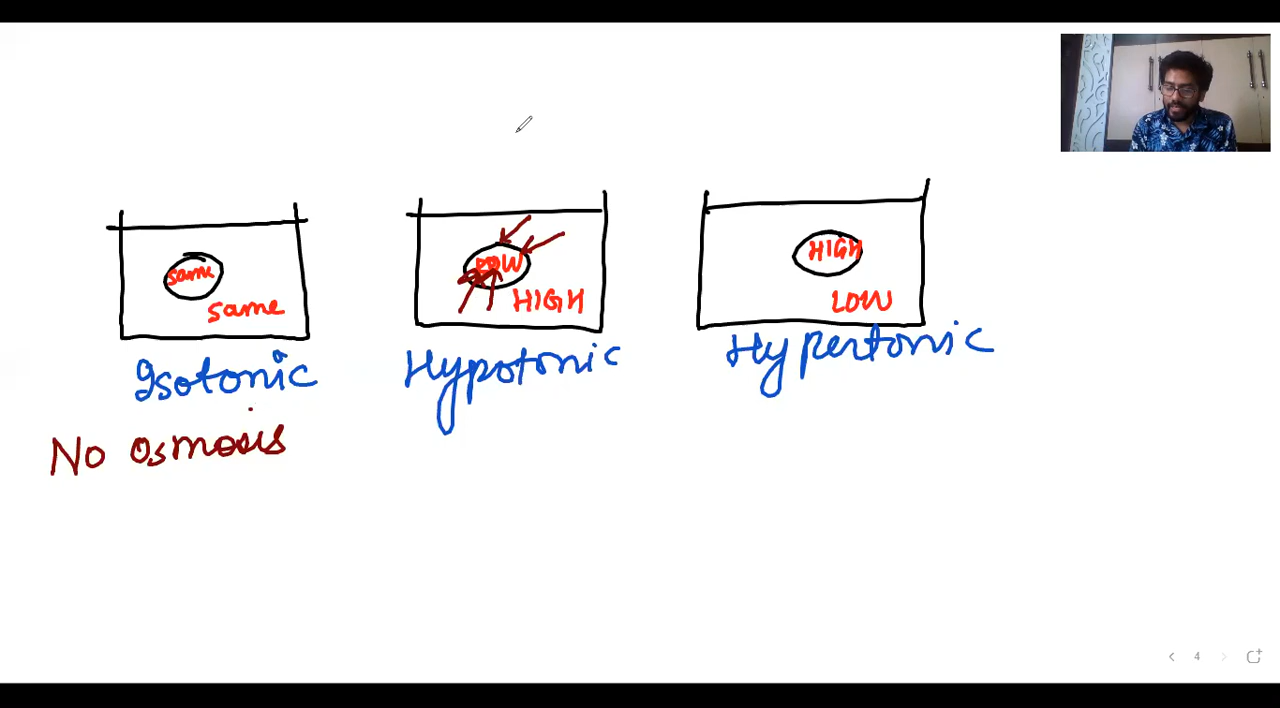 same
same
LOW
HIGH
HIGH
LOW
Isotonic
Hypotonic
Hypertonic
No osmosis
4